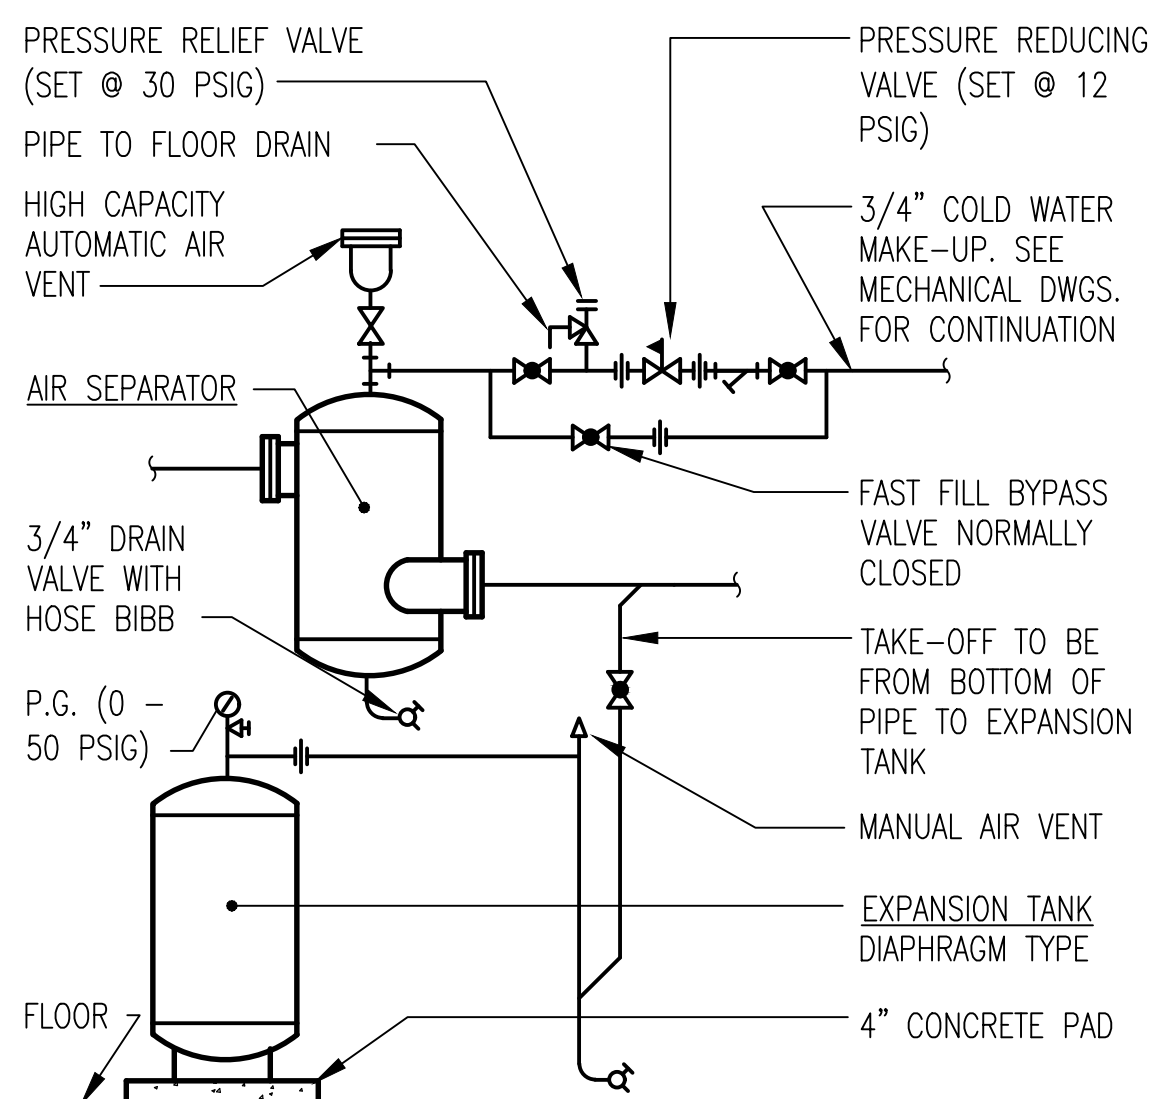 PRESSURE RELIEF VALVE
(SET @ 30 PSIG)
PIPE TO FLOOR DRAIN
HIGH CAPACITY
AUTOMATIC AIR
VENT
AIR SEPARATOR
3/4" DRAIN
VALVE WITH
HOSE BIBB
P.G. (0 -
50 PSIG)
FLOOR
PRESSURE REDUCING
VALVE (SET @ 12
PSIG)
3/4" COLD WATER
MAKE-UP. SEE
MECHANICAL DWGS.
FOR CONTINUATION
FAST FILL BYPASS
VALVE NORMALLY
CLOSED
TAKE-OFF TO BE
FROM BOTTOM OF
PIPE TO EXPANSION
TANK
MANUAL AIR VENT
EXPANSION TANK
DIAPHRAGM TYPE
4" CONCRETE PAD